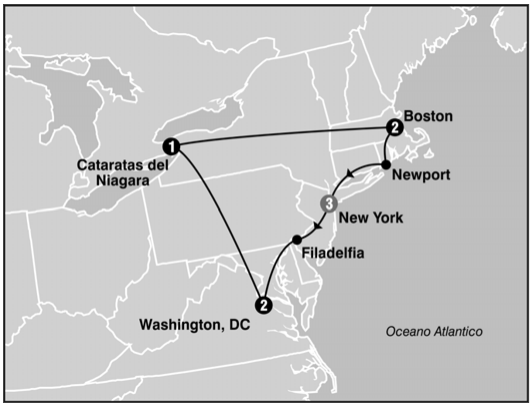 2
Boston
1
Cataratas del
Niagara
Newport
3
New York
Filadelfia
2
Washington, DC
Oceano Atlantico